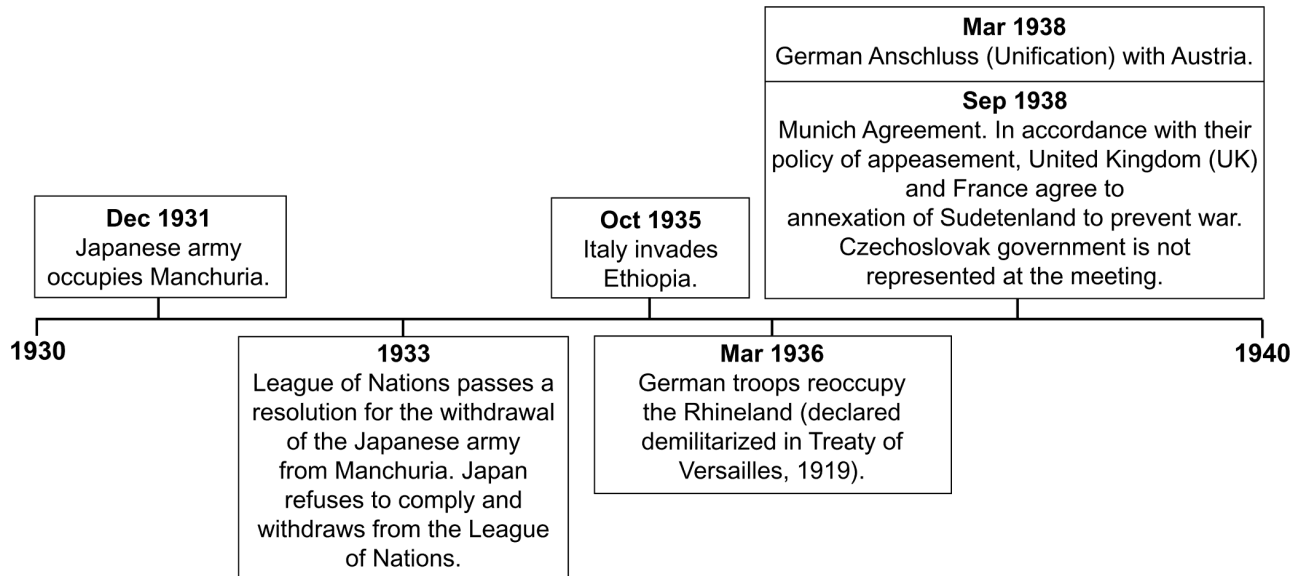 Mar 1938
German Anschluss (Unification) with Austria.
Sep 1938
Munich Agreement. In accordance with their
policy of appeasement, United Kingdom (UK)
and France agree to
annexation of Sudetenland to prevent war.
Czechoslovak government is not
represented at the meeting.
Dec 1931
Japanese army
occupies Manchuria.
Oct 1935
Italy invades
Ethiopia.
1930
1940
1933
League of Nations passes a
resolution for the withdrawal
of the Japanese army
from Manchuria. Japan
refuses to comply and
withdraws from the League
of Nations.
Mar 1936
German troops reoccupy
the Rhineland (declared
demilitarized in Treaty of
Versailles, 1919).